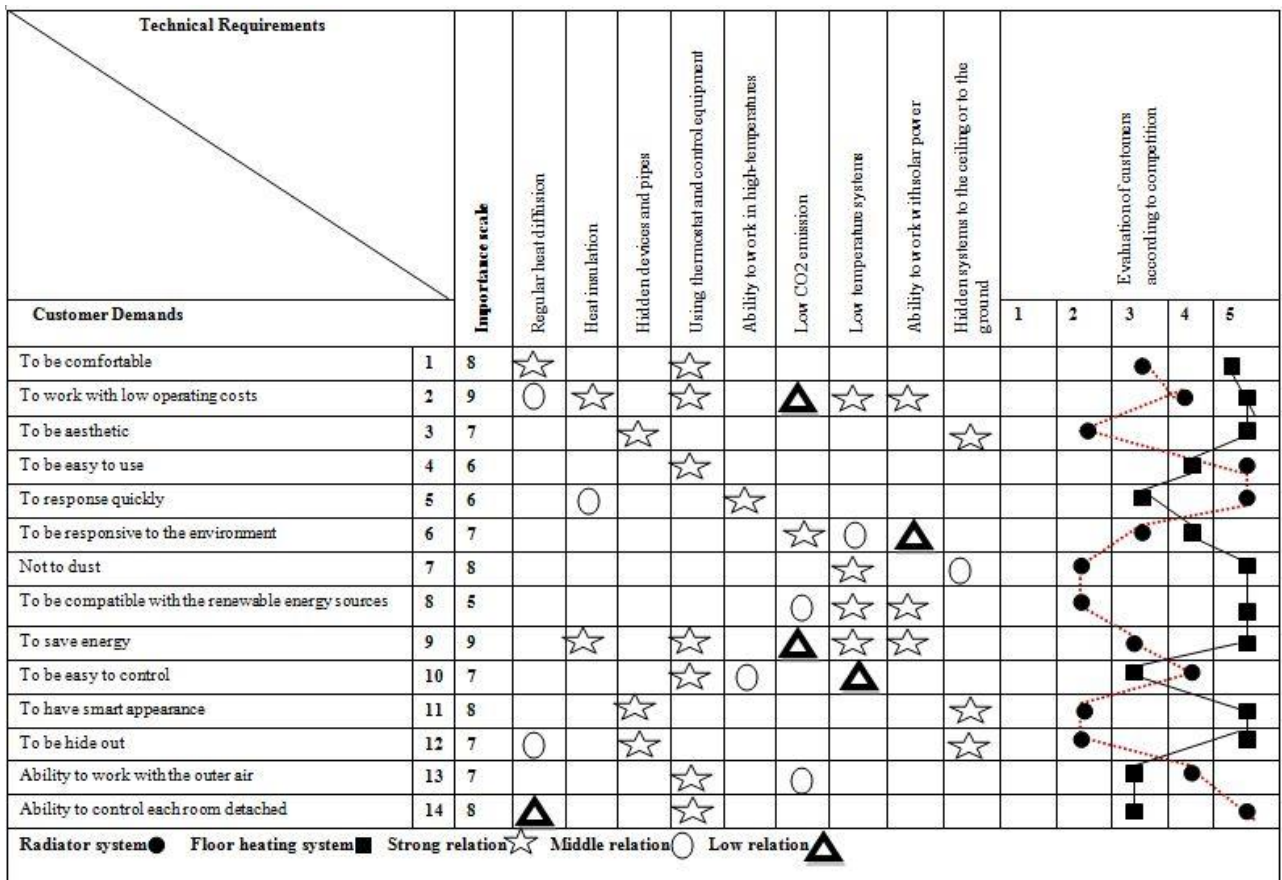 Technical Requirements
Importance scale
Regular heat diffusion
Heat insulation
Hidden devices and pipes
Using thermostat and control equipment
Ability to work in high-temperatures
Low CO2 emission
Low temperature systems
Ability to work with solar power
Hidden systems to the ceiling or to the
ground
Evaluation of customers
according to competition
Customer Demands
1 2 3 4 5
To be comfortable 1 8
To work with low operating costs 2 9
To be aesthetic 3 7
To be easy to use 4 6
To response quickly 5 6
To be responsive to the environment 6 7
Not to dust 7 8
To be compatible with the renewable energy sources 8 5
To save energy 9 9
To be easy to control 10 7
To have smart appearance 11 8
To be hide out 12 7
Ability to work with the outer air 13 7
Ability to control each room detached 14 8
Radiator system Floor heating system Strong relation Middle relation Low relation